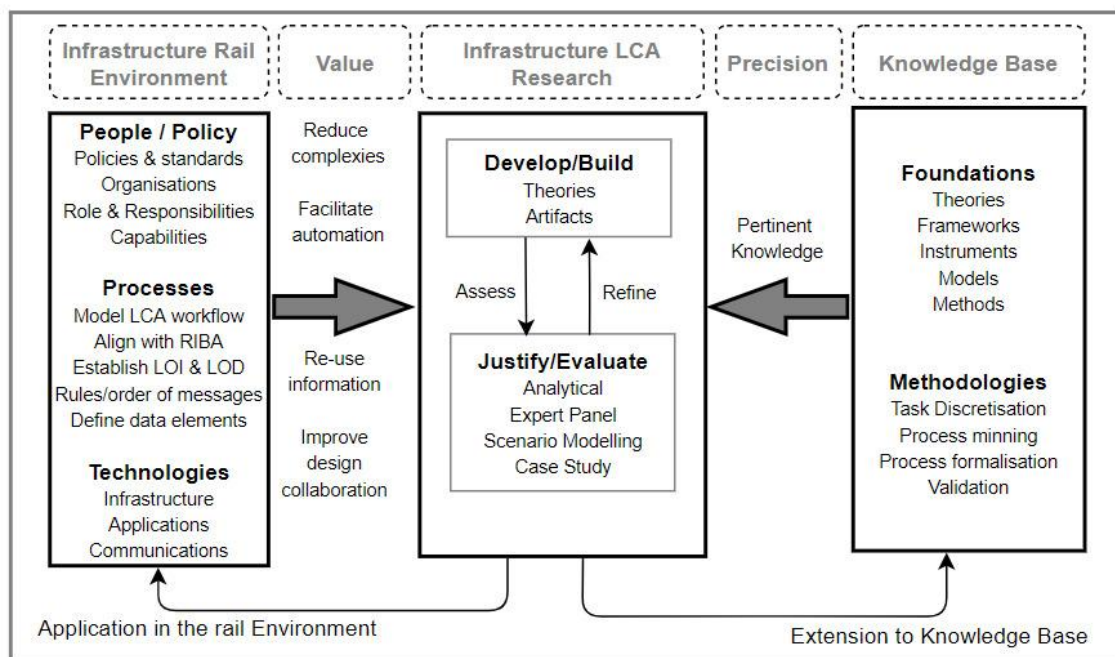 Infrastructure Rail
Environment
Value
Infrastructure LCA
Research
Precision
Knowledge Base
People / Policy
Policies & standards
Organisations
Role & Responsibilities
Capabilities
Processes
Model LCA workflow
Align with RIBA
Establish LOI & LOD
Rules/order of messages
Define data elements
Technologies
Infrastructure
Applications
Communications
Reduce
complexies
Facilitate
automation
Re-use
information
Improve
design
collaboration
Develop/Build
Theories
Artifacts
Assess
Refine
Justify/Evaluate
Analytical
Expert Panel
Scenario Modelling
Case Study
Pertinent
Knowledge
Foundations
Theories
Frameworks
Instruments
Models
Methods
Methodologies
Task Discretisation
Process minning
Process formalisation
Validation
Application in the rail Environment
Extension to Knowledge Base